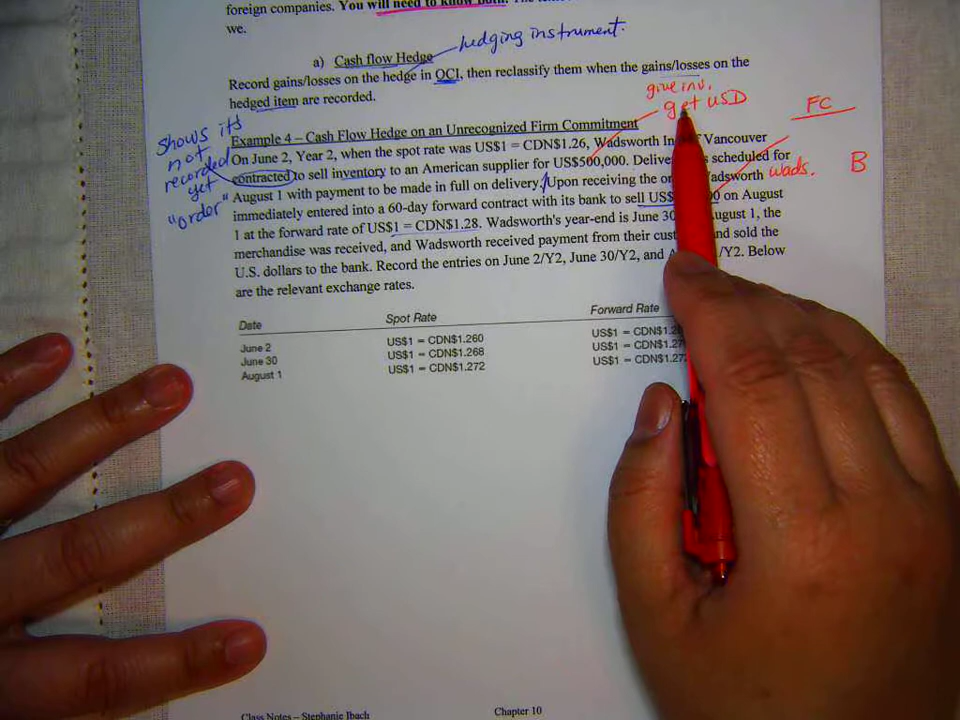 foreign companies. You will need to know both.
we.
hedging instrument.
a) Cash flow Hedge
Record gains/losses on the hedge in OCI, then reclassify them when the gains/losses on the
hedged item are recorded.
give inv.
get USD
FC
shows its
not
recorded
yet
"order"
Example 4 – Cash Flow Hedge on an Unrecognized Firm Commitment
On June 2, Year 2, when the spot rate was US$1 = CDN$1.26, Wadsworth Vancouver
contracted to sell inventory to an American supplier for US$500,000. scheduled for
August 1 with payment to be made in full on delivery. Upon receiving the Wadsworth
wads.
B
immediately entered into a 60-day forward contract with its bank to sell US$ on August
1 at the forward rate of US$1 = CDN$1.28. Wadsworth's year-end is June 30 August 1, the
merchandise was received, and Wadsworth received payment from their and sold the
U.S. dollars to the bank. Record the entries on June 2/Y2, June 30/Y2, and /Y2. Below
are the relevant exchange rates.
Date Spot Rate Forward Rate
June 2 US$1 = CDN$1.260 US$1 = CDN$
June 30 US$1 = CDN$1.268 US$1 = CDN$
August 1 US$1 = CDN$1.272 US$1 = CDN$
Class Notes – Stephanie Ibach Chapter 10